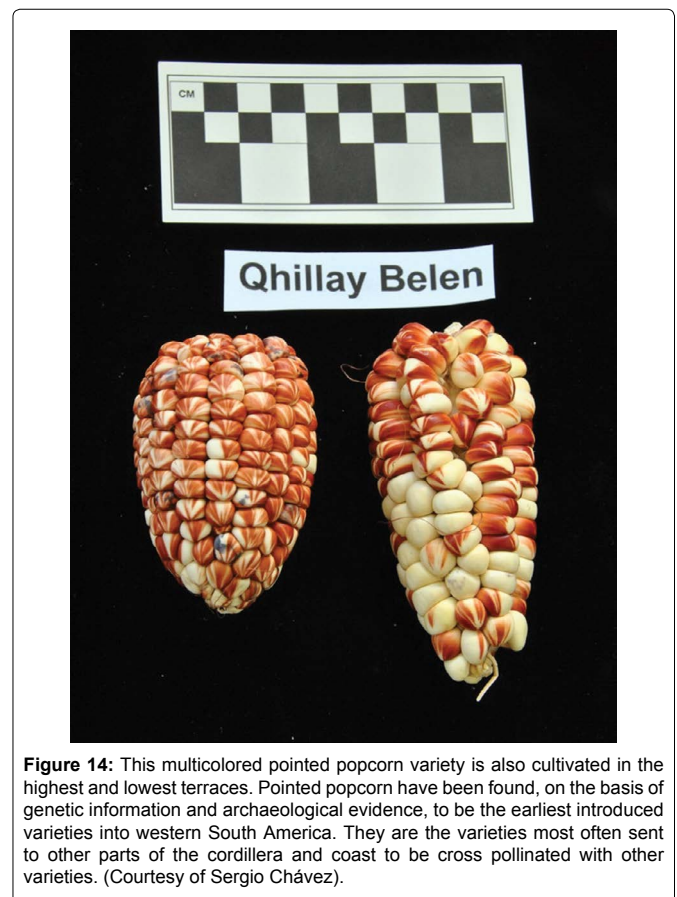 CM
Qhillay Belen
Figure 14: This multicolored pointed popcorn variety is also cultivated in the
highest and lowest terraces. Pointed popcorn have been found, on the basis of
genetic information and archaeological evidence, to be the earliest introduced
varieties into western South America. They are the varieties most often sent
to other parts of the cordillera and coast to be cross pollinated with other
varieties. (Courtesy of Sergio Chávez).